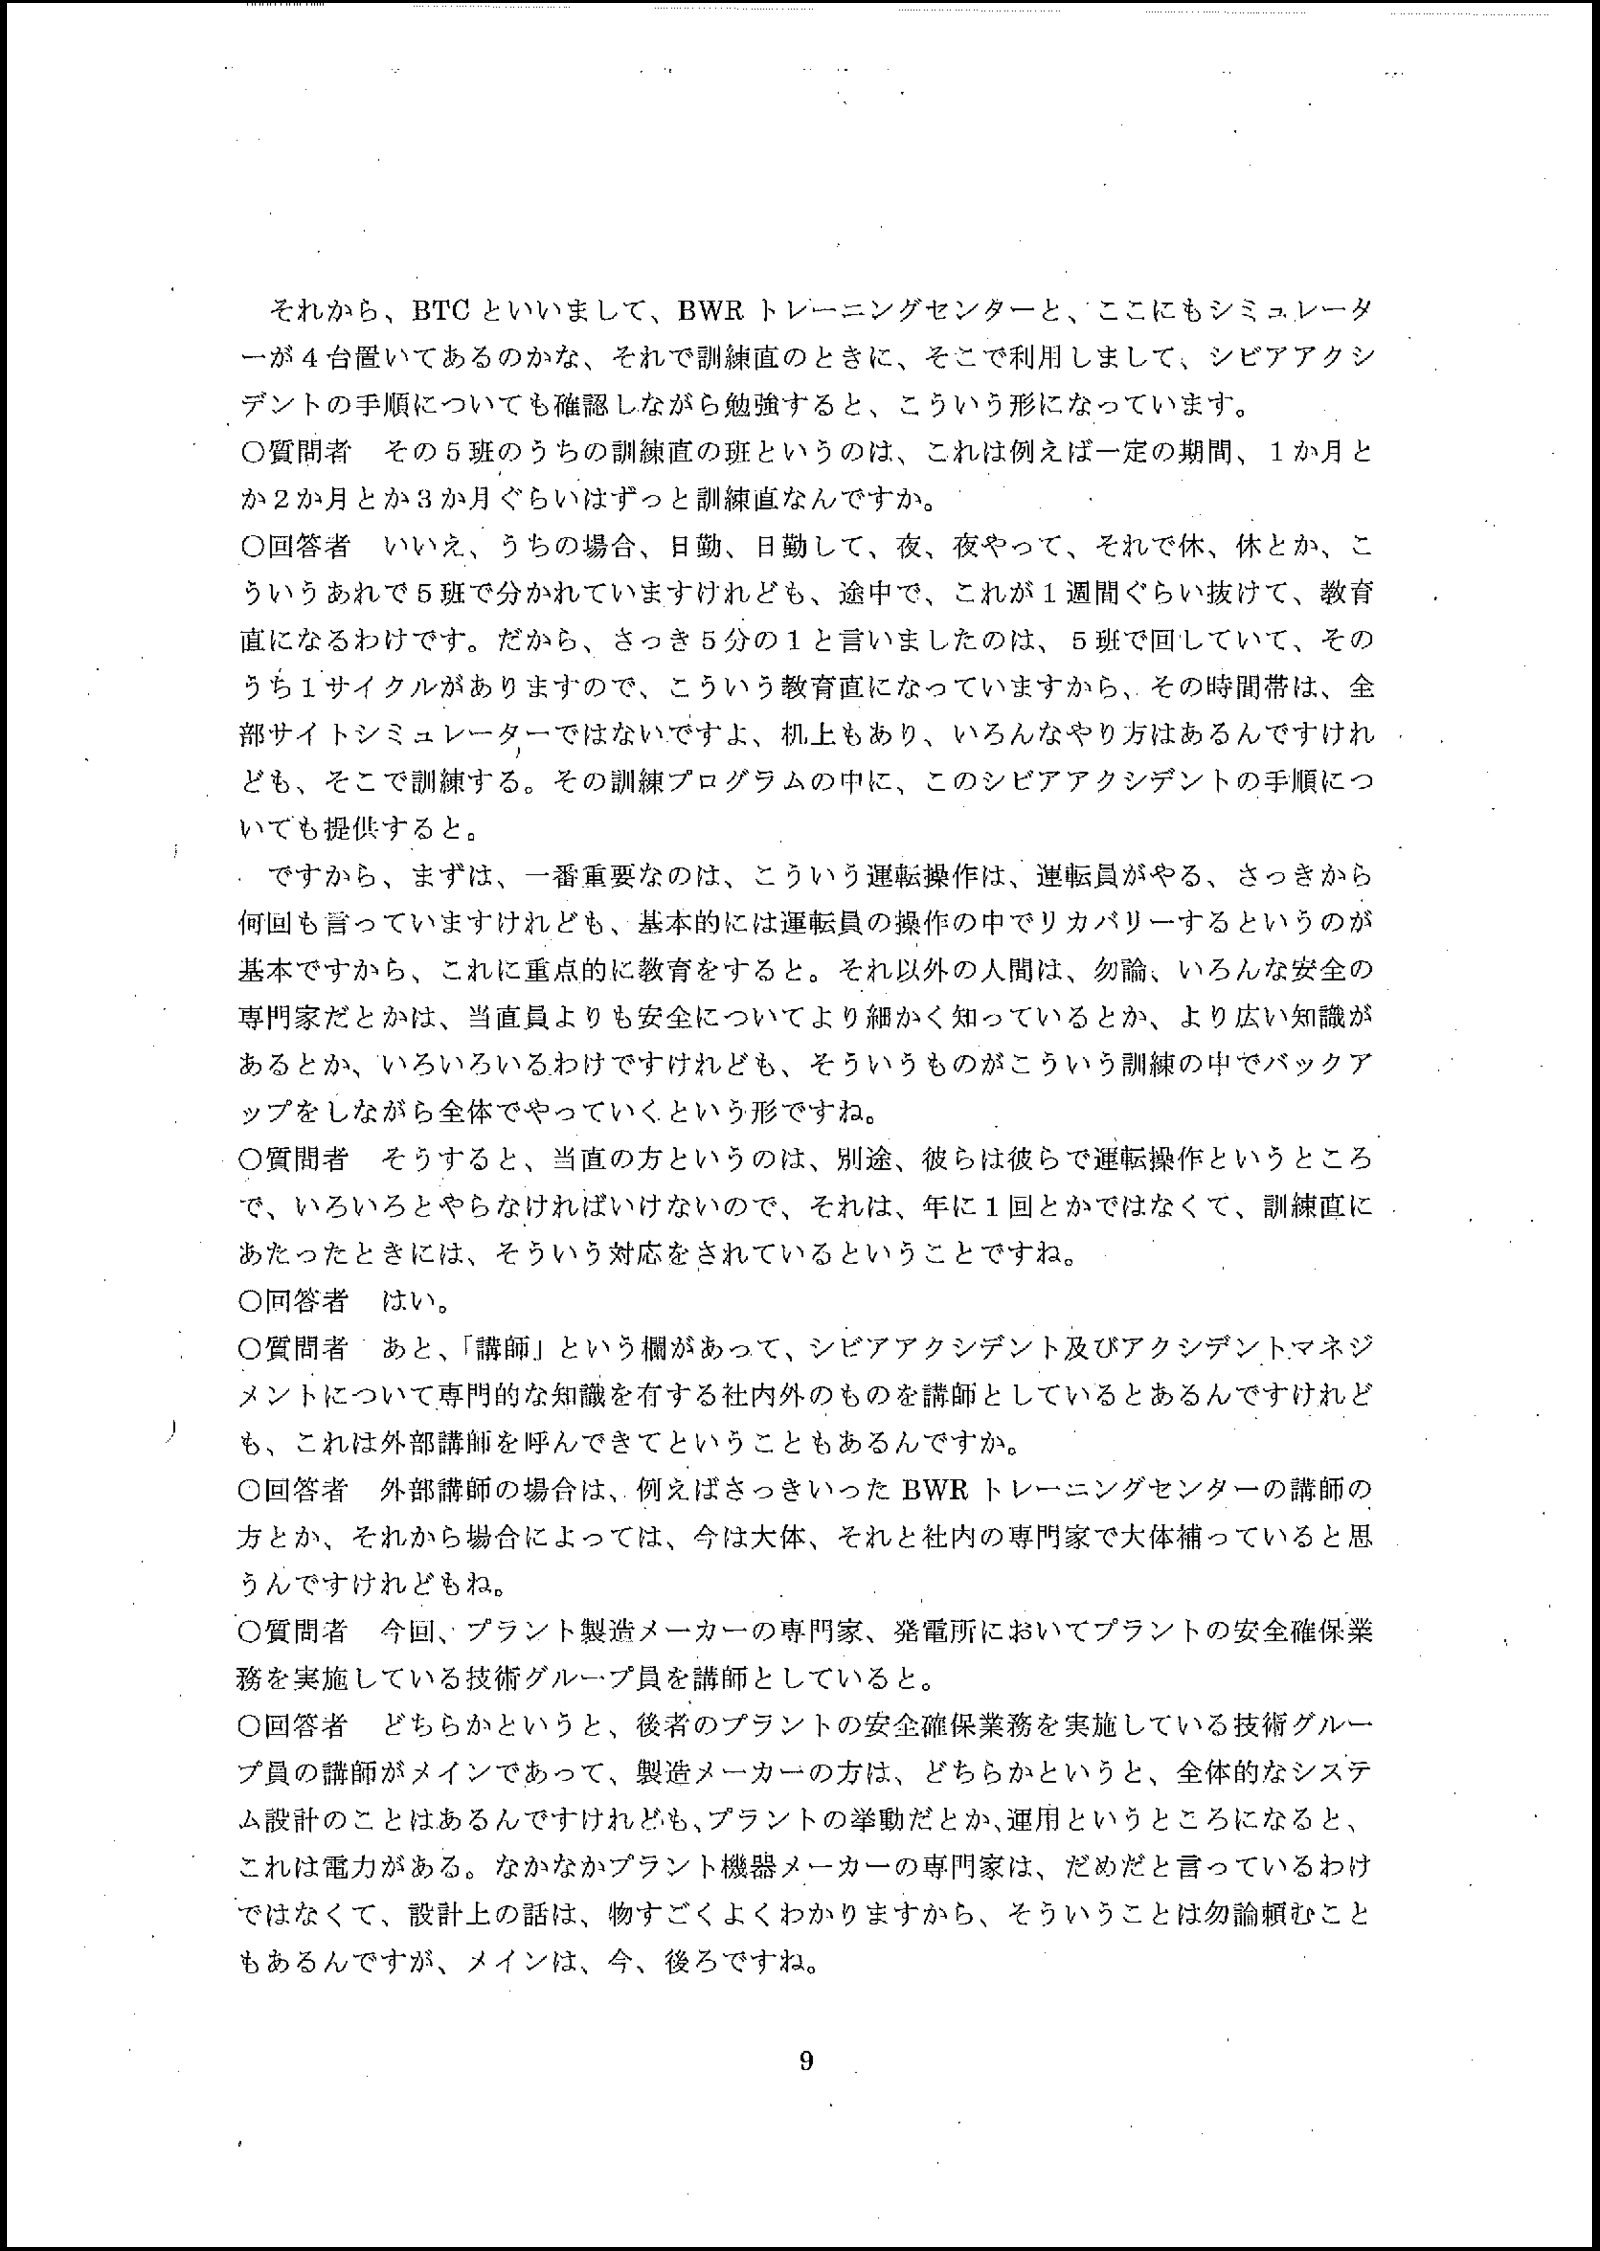 それから、BTC といいまして、BWR トレーニングセンターと、ここにもシミュレータ
ーが４台置いてあるのかな、それで訓練直のときに、そこで利用しまして、シビアアクシ
デントの手順についても確認しながら勉強すると、こういう形になっています。
〇質問者　その５班のうちの訓練直の班というのは、これは例えば一定の期間、１か月と
か２か月とか３か月ぐらいはずっと訓練直なんですか。
〇回答者　いいえ、うちの場合、日勤、日勤して、夜、夜やって、それで休、休とか、こ
ういうあれで５班で分かれていますけれども、途中で、これが１週間ぐらい抜けて、教育
直になるわけです。だから、さっき５分の１と言いましたのは、５班で回していて、その
うち１サイクルがありますので、こういう教育直になっていますから、その時間帯は、全
部サイトシミュレーターではないですよ、机上もあり、いろんなやり方はあるんですけれ
ども、そこで訓練する。その訓練プログラムの中に、このシビアアクシデントの手順につ
いても提供すると。
ですから、まずは、一番重要なのは、こういう運転操作は、運転員がやる、さっきから
何回も言っていますけれども、基本的には運転員の操作の中でリカバリーするというのが
基本ですから、これに重点的に教育をすると。それ以外の人間は、勿論、いろんな安全の
専門家だとかは、当直員よりも安全についてより細かく知っているとか、より広い知識が
あるとか、いろいろいるわけですけれども、そういうものがこういう訓練の中でバックア
ップをしながら全体でやっていくという形ですね。
〇質問者　そうすると、当直の方というのは、別途、彼らは彼らで運転操作というところ
で、いろいろとやらなければいけないので、それは、年に１回とかではなくて、訓練直に
あたったときには、そういう対応をされているということですね。
〇回答者　はい。
〇質問者　あと、「講師」という欄があって、シビアアクシデント及びアクシデントマネジ
メントについて専門的な知識を有する社内外のものを講師としているとあるんですけれど
も、これは外部講師を呼んできてということもあるんですか。
〇回答者　外部講師の場合は、例えばさっきいった BWR トレーニングセンターの講師の
方とか、それから場合によっては、今は大体、それと社内の専門家で大体補っていると思
うんですけれどもね。
〇質問者　今回、プラント製造メーカーの専門家、発電所においてプラントの安全確保業
務を実施している技術グループ員を講師としていると。
〇回答者　どちらかというと、後者のプラントの安全確保業務を実施している技術グルー
プ員の講師がメインであって、製造メーカーの方は、どちらかというと、全体的なシステ
ム設計のことはあるんですけれども、プラントの挙動だとか、運用というところになると、
これは電力がある。なかなかプラント機器メーカーの専門家は、だめだと言っているわけ
ではなくて、設計上の話は、物すごくよくわかりますから、そういうことは勿論頼むこと
もあるんですが、メインは、今、後ろですね。
9